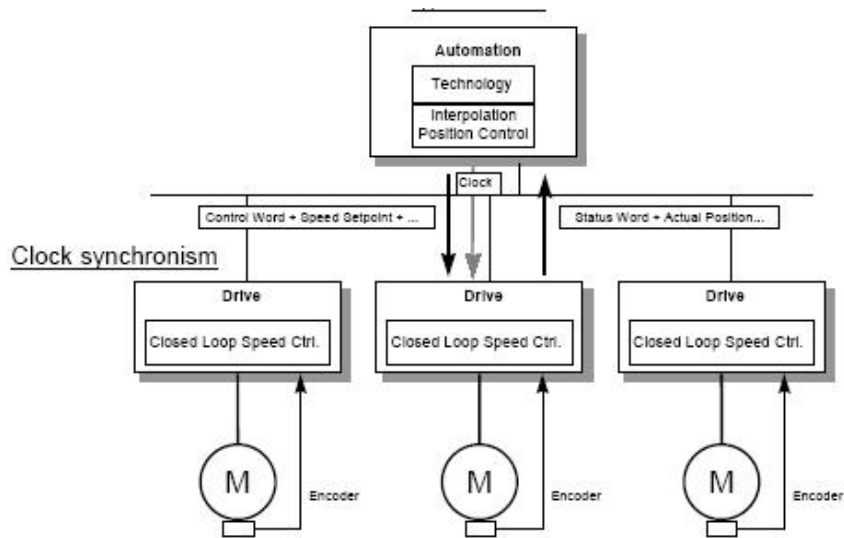 Automation
Technology
Interpolation
Position Control
Clock
Control Word + Speed Setpoint + ...
Status Word + Actual Position...
Clock synchronism
Drive
Drive
Drive
Closed Loop Speed Ctrl.
Closed Loop Speed Ctrl.
Closed Loop Speed Ctrl.
M
M
M
Encoder
Encoder
Encoder